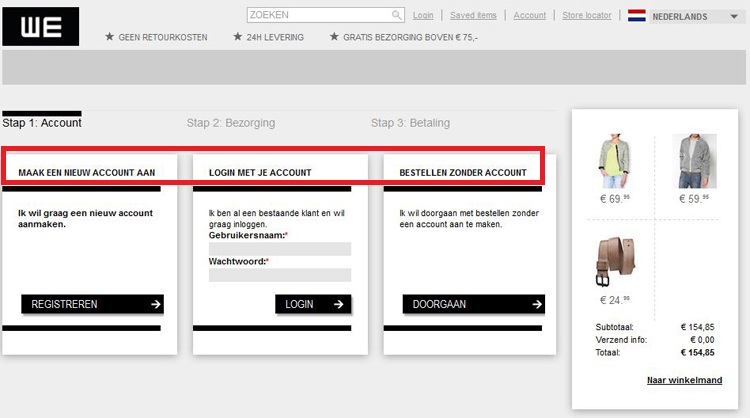 WE
ZOEKEN
Login
Saved items
Account
Store locator
NEDERLANDS
GEEN RETOURKOSTEN
24H LEVERING
GRATIS BEZORGING BOVEN € 75,-
Stap 1: Account
Stap 2: Bezorging
Stap 3: Betaling
MAAK EEN NIEUW ACCOUNT AAN
Ik wil graag een nieuw account
aanmaken.
REGISTREREN
LOGIN MET JE ACCOUNT
Ik ben al een bestaande klant en wil
graag inloggen.
Gebruikersnaam:*
Wachtwoord:*
LOGIN
BESTELLEN ZONDER ACCOUNT
Ik wil doorgaan met bestellen zonder
een account aan te maken.
DOORGAAN
€ 69.95
€ 59.95
€ 24.95
Subtotaal: € 154,85
Verzend info: € 0,00
Totaal: € 154,85
Naar winkelmand